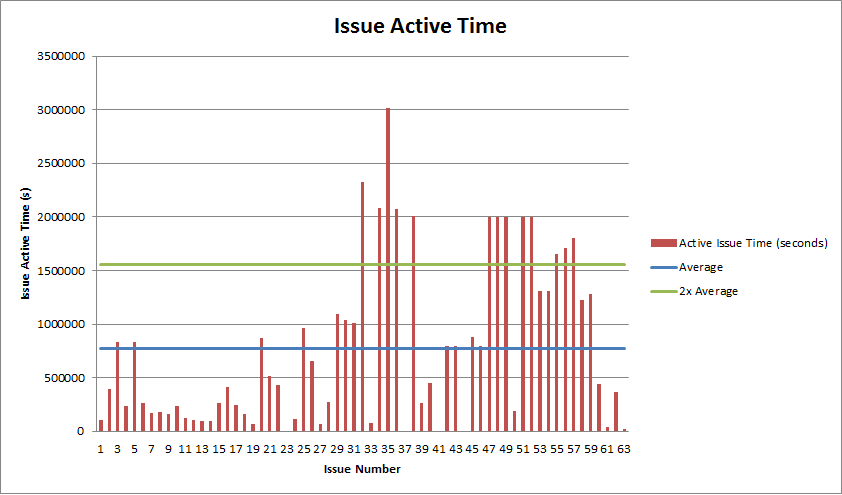 Issue Active Time
3500000
3000000
2500000
2000000
1500000
1000000
500000
0
Issue Active Time (s)
1 3 5 7 9 11 13 15 17 19 21 23 25 27 29 31 33 35 37 39 41 43 45 47 49 51 53 55 57 59 61 63
Issue Number
Active Issue Time (seconds)
Average
2x Average